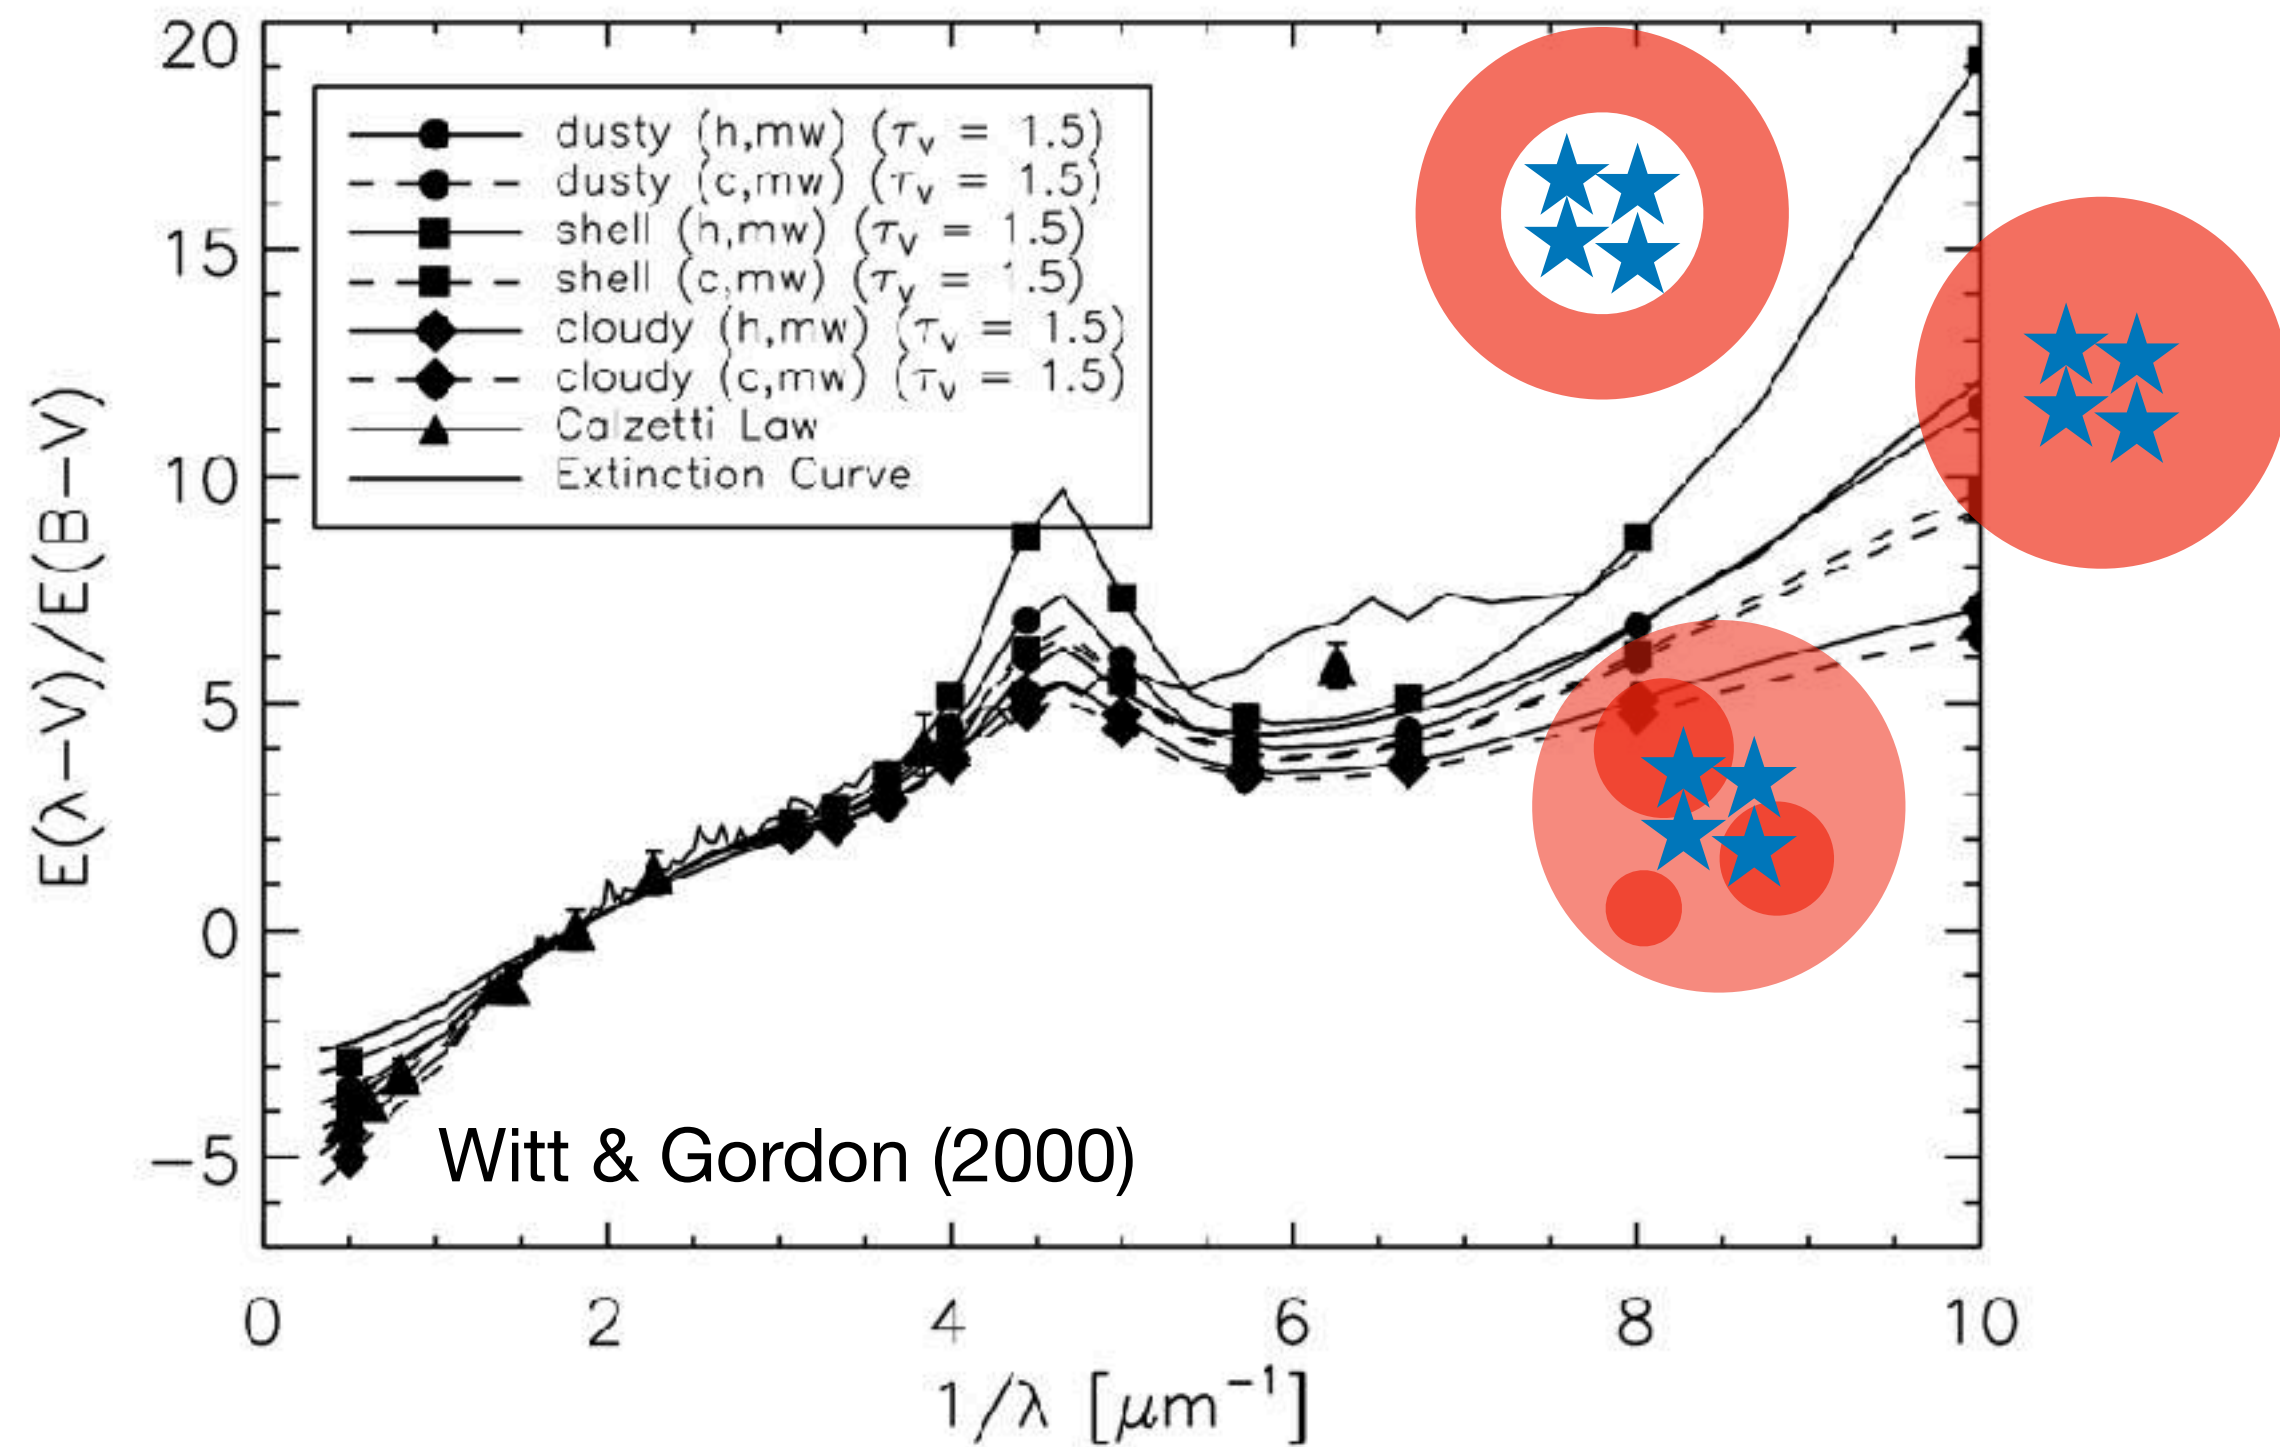 20
15
10
5
0
−5
E(λ−V)/E(B−V)
dusty (h,mw) (τv = 1.5)
dusty (c,mw) (τv = 1.5)
shell (h,mw) (τv = 1.5)
shell (c,mw) (τv = 1.5)
cloudy (h,mw) (τv = 1.5)
cloudy (c,mw) (τv = 1.5)
Calzetti Law
Extinction Curve
Witt & Gordon (2000)
0 2 4 6 8 10
1/λ [μm⁻¹]